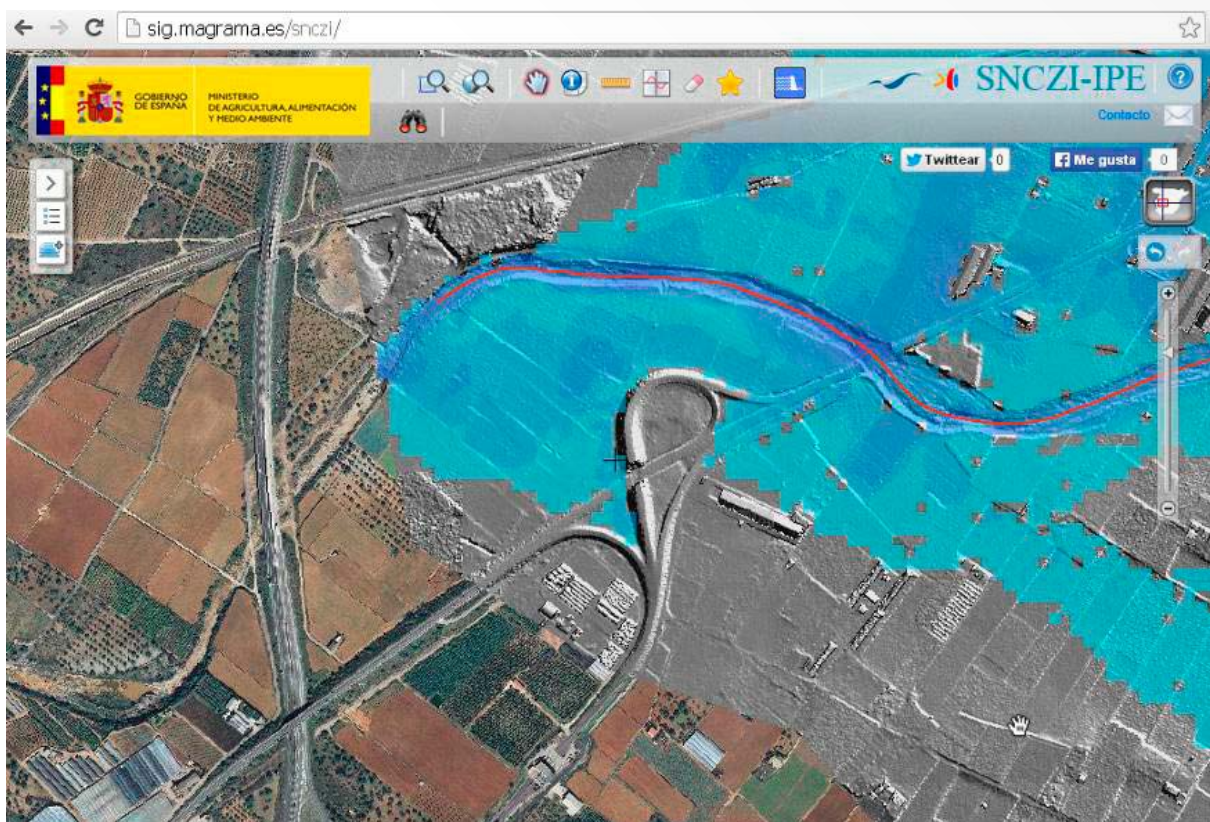 sig.magrama.es/snczi/
GOBIERNO
DE ESPAÑA
MINISTERIO
DE AGRICULTURA, ALIMENTACIÓN
Y MEDIO AMBIENTE
SNCZI-IPE
Contacto
Twittear 0
Me gusta 0